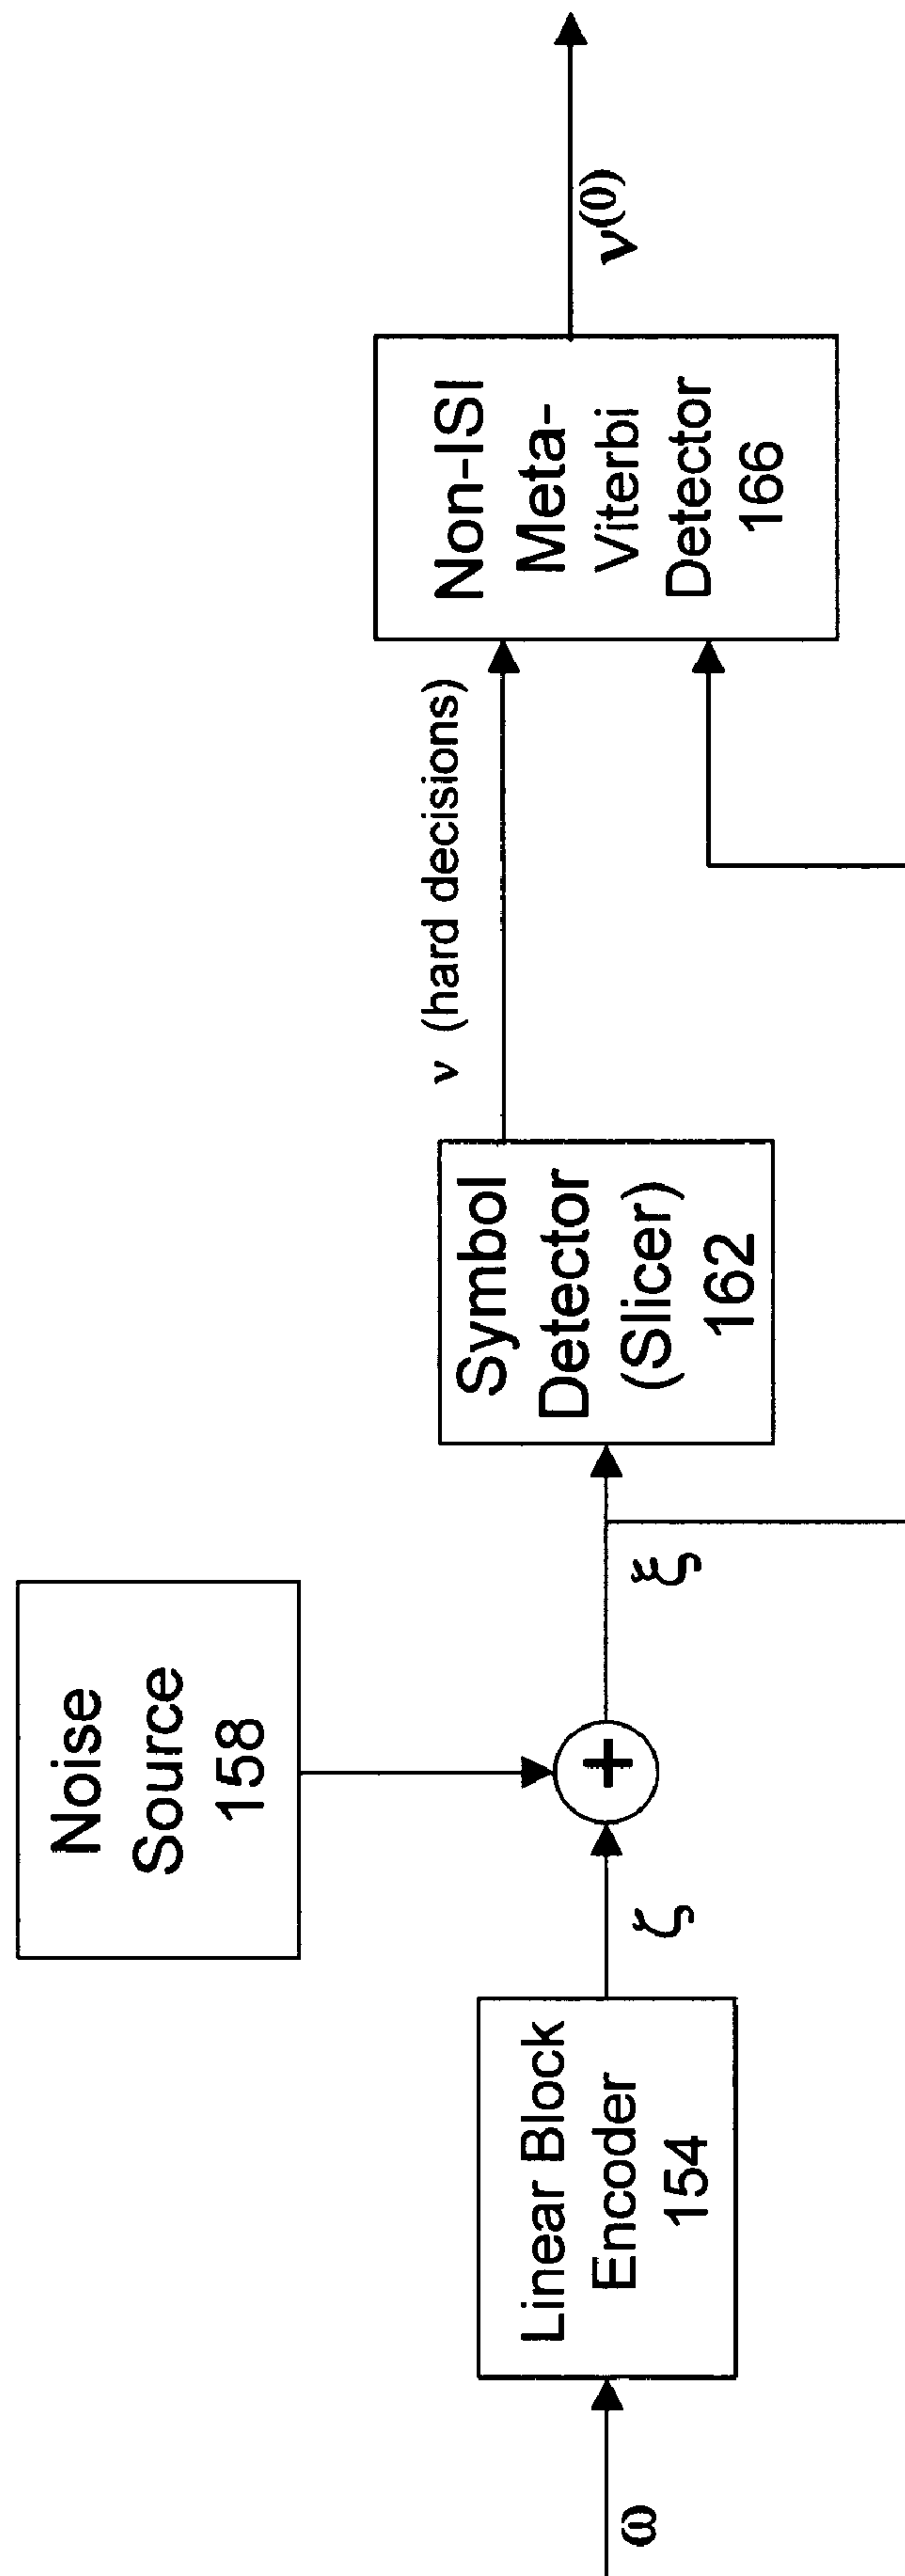 ω
Linear Block
Encoder
154
ζ
Noise
Source
158
+
ξ
Symbol
Detector
(Slicer)
162
ν (hard decisions)
Non-ISI
Meta-
Viterbi
Detector
166
ν(0)